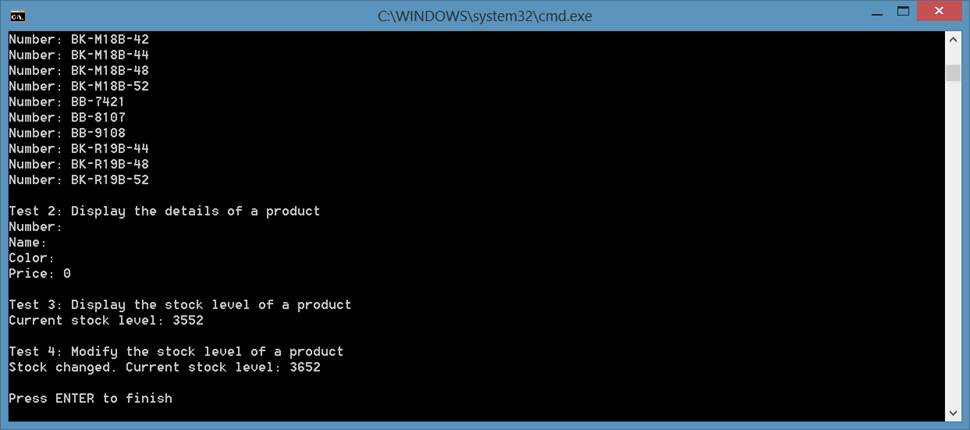 C:\WINDOWS\system32\cmd.exe
Number: BK-M18B-42
Number: BK-M18B-44
Number: BK-M18B-48
Number: BK-M18B-52
Number: BB-7421
Number: BB-8107
Number: BB-9108
Number: BK-R19B-44
Number: BK-R19B-48
Number: BK-R19B-52
Test 2: Display the details of a product
Number:
Name:
Color:
Price: 0
Test 3: Display the stock level of a product
Current stock level: 3552
Test 4: Modify the stock level of a product
Stock changed. Current stock level: 3652
Press ENTER to finish